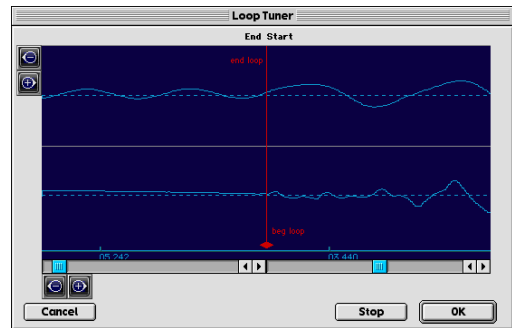 Loop Tuner
End Start
end loop
beg loop
05.242 03.440
Cancel Stop OK